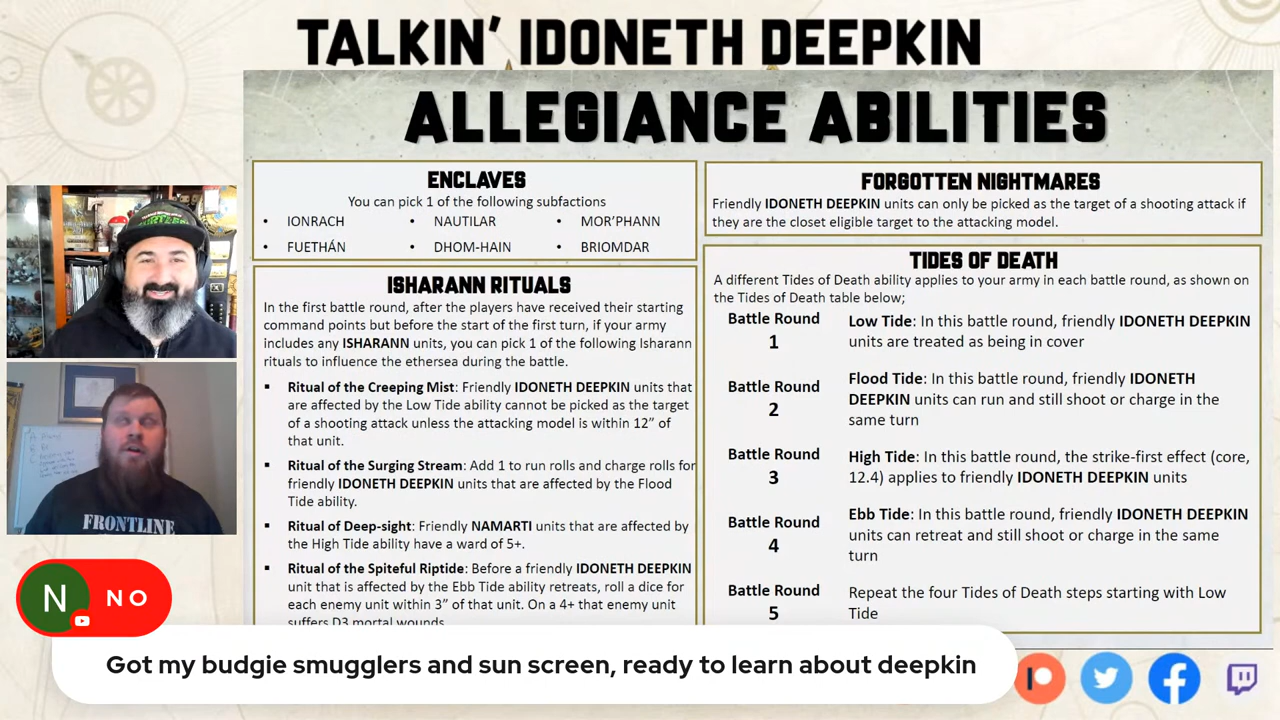 TALKIN' IDONETH DEEPKIN
ALLEGIANCE ABILITIES
ENCLAVES
You can pick 1 of the following subfactions
• IONRACH • NAUTILAR • MOR'PHANN
• FUETHÁN • DHOM-HAIN • BRIOMDAR
ISHARANN RITUALS
In the first battle round, after the players have received their starting
command points but before the start of the first turn, if your army
includes any ISHARANN units, you can pick 1 of the following Isharann
rituals to influence the ethersea during the battle.
▪ Ritual of the Creeping Mist: Friendly IDONETH DEEPKIN units that
are affected by the Low Tide ability cannot be picked as the target
of a shooting attack unless the attacking model is within 12” of
that unit.
▪ Ritual of the Surging Stream: Add 1 to run rolls and charge rolls for
friendly IDONETH DEEPKIN units that are affected by the Flood
Tide ability.
▪ Ritual of Deep-sight: Friendly NAMARTI units that are affected by
the High Tide ability have a ward of 5+.
▪ Ritual of the Spiteful Riptide: Before a friendly IDONETH DEEPKIN
unit that is affected by the Ebb Tide ability retreats, roll a dice for
each enemy unit within 3” of that unit. On a 4+ that enemy unit
suffers D3 mortal wounds
FORGOTTEN NIGHTMARES
Friendly IDONETH DEEPKIN units can only be picked as the target of a shooting attack if
they are the closet eligible target to the attacking model.
TIDES OF DEATH
A different Tides of Death ability applies to your army in each battle round, as shown on
the Tides of Death table below;
Battle Round
1
Low Tide: In this battle round, friendly IDONETH DEEPKIN
units are treated as being in cover
Battle Round
2
Flood Tide: In this battle round, friendly IDONETH
DEEPKIN units can run and still shoot or charge in the
same turn
Battle Round
3
High Tide: In this battle round, the strike-first effect (core,
12.4) applies to friendly IDONETH DEEPKIN units
Battle Round
4
Ebb Tide: In this battle round, friendly IDONETH DEEPKIN
units can retreat and still shoot or charge in the same
turn
Battle Round
5
Repeat the four Tides of Death steps starting with Low
Tide
FRONTLINE
N
N O
Got my budgie smugglers and sun screen, ready to learn about deepkin